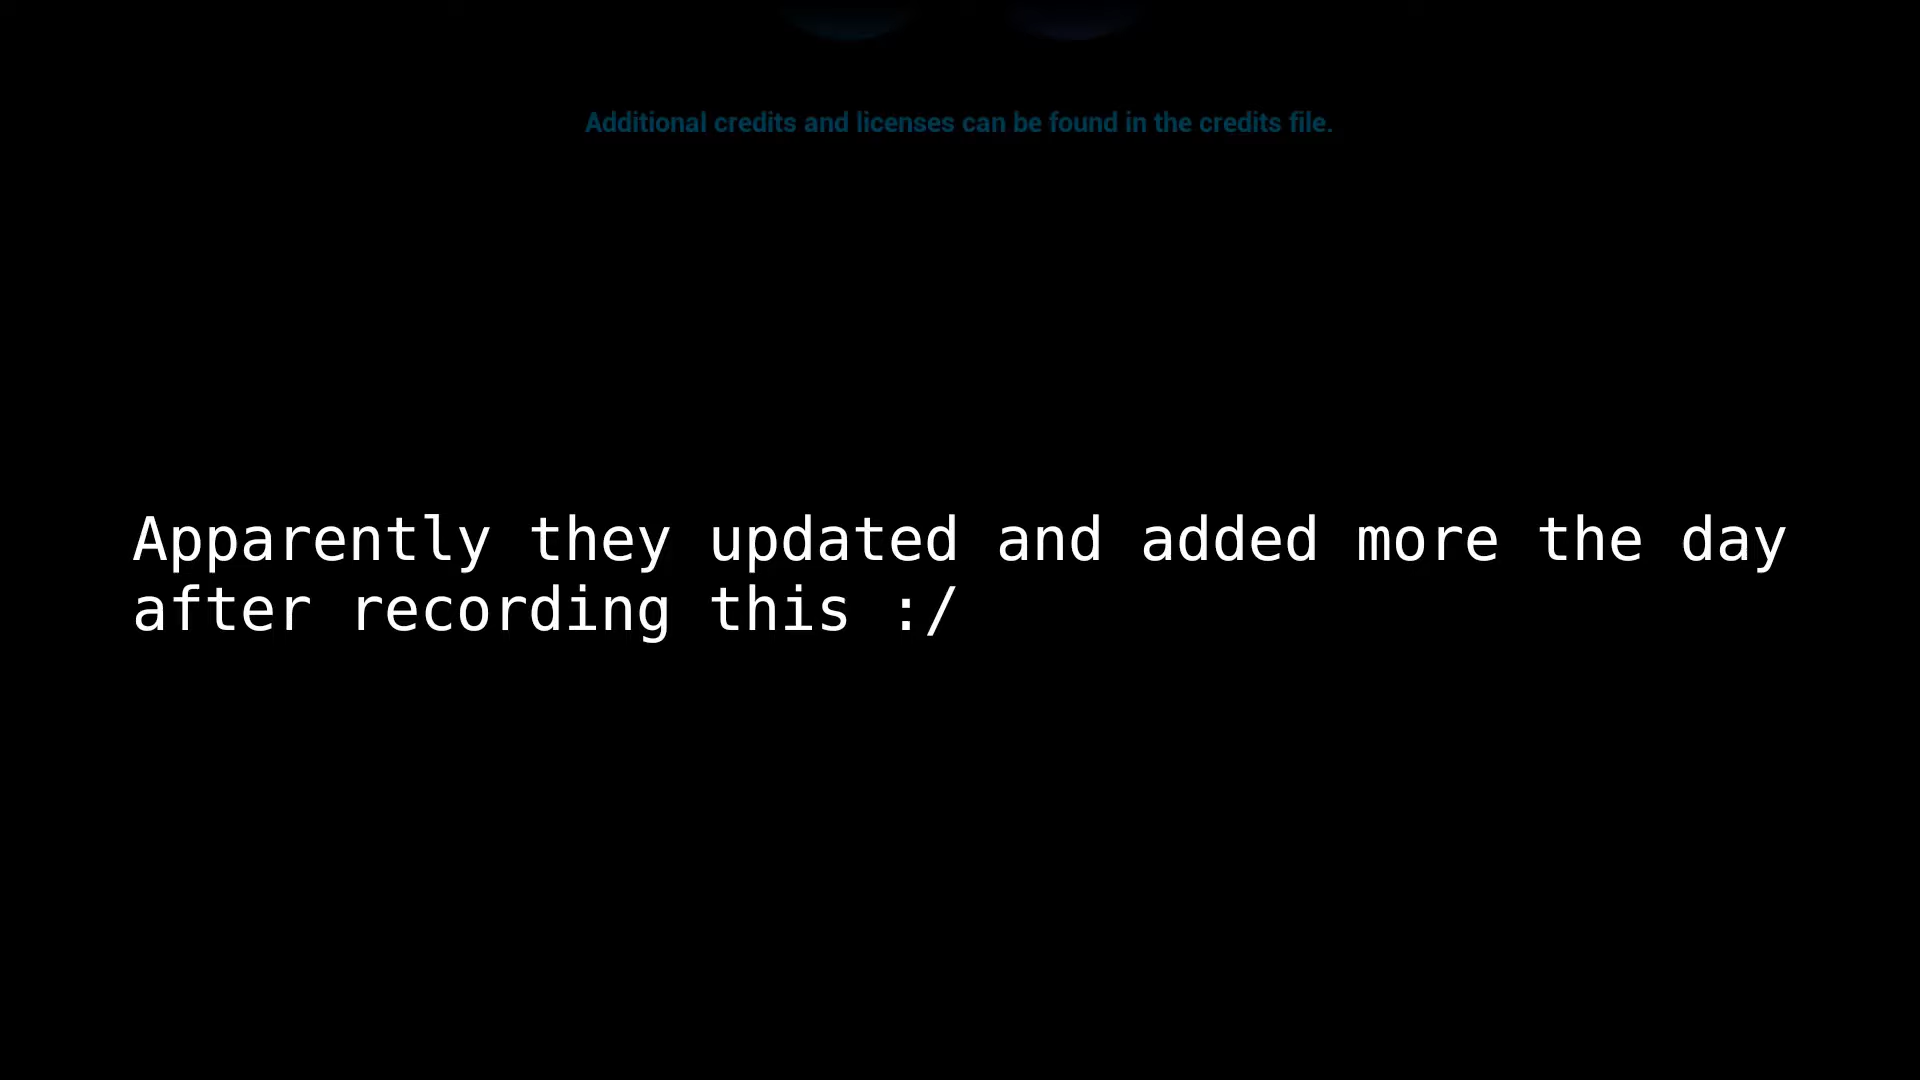 Additional credits and licenses can be found in the credits file.
Apparently they updated and added more the day
after recording this :/